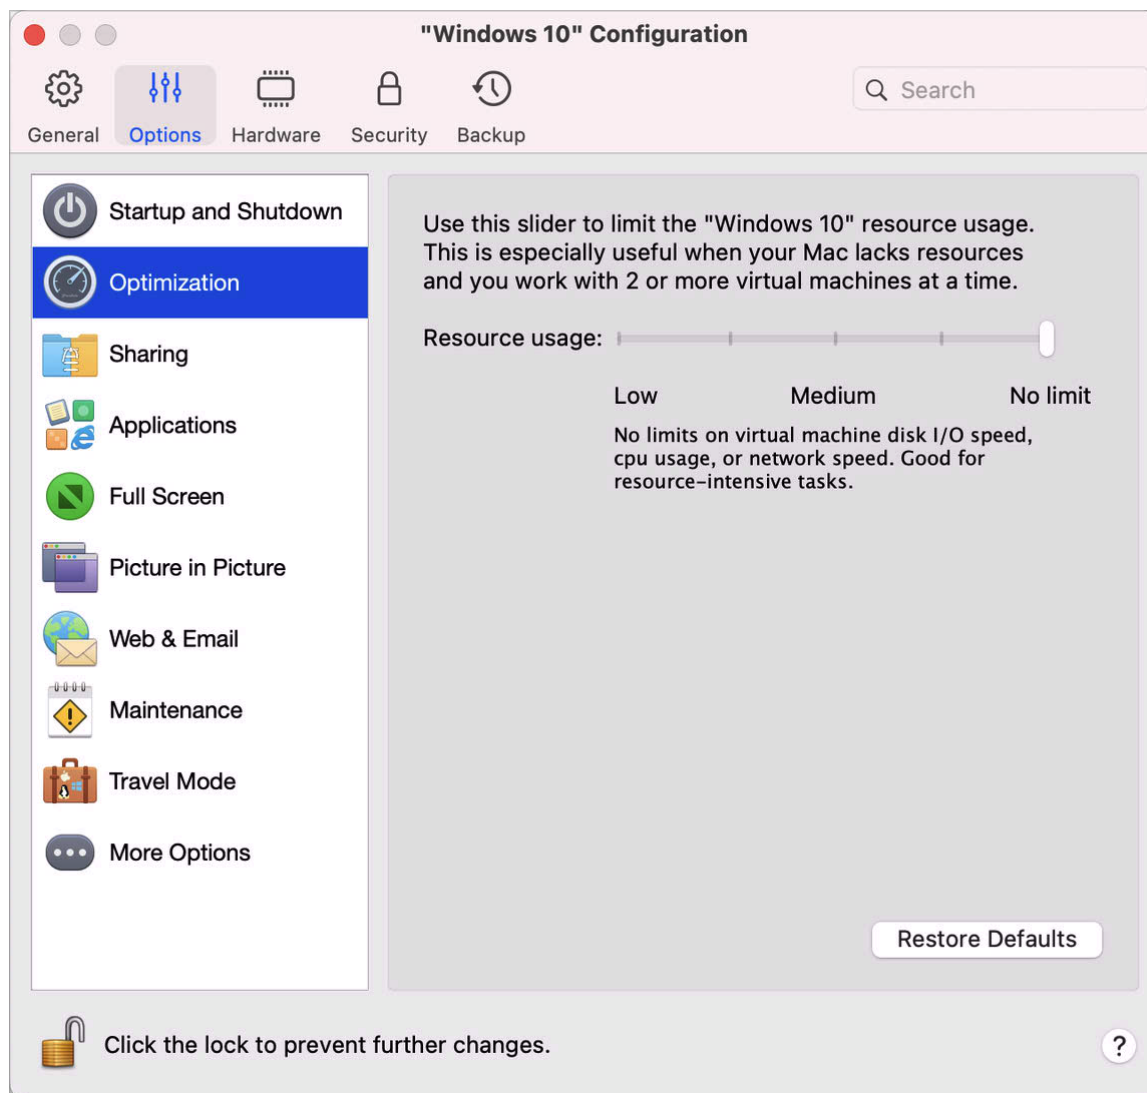 "Windows 10" Configuration
General
Options
Hardware
Security
Backup
Search
Startup and Shutdown
Optimization
Sharing
Applications
Full Screen
Picture in Picture
Web & Email
Maintenance
Travel Mode
More Options
Use this slider to limit the "Windows 10" resource usage.
This is especially useful when your Mac lacks resources
and you work with 2 or more virtual machines at a time.
Resource usage:
Low
Medium
No limit
No limits on virtual machine disk I/O speed,
cpu usage, or network speed. Good for
resource-intensive tasks.
Restore Defaults
Click the lock to prevent further changes.
?